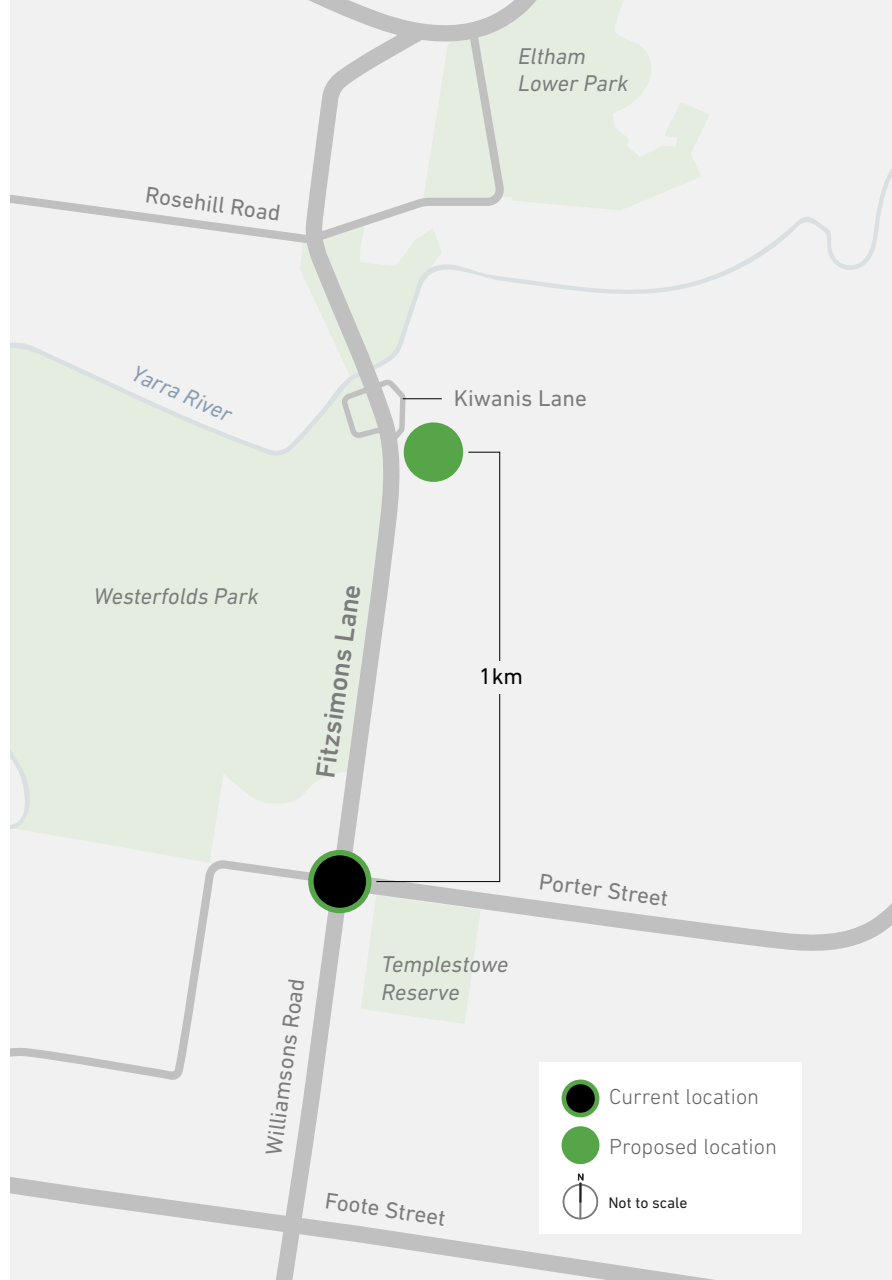 Eltham
Lower Park
Rosehill Road
Yarra River
Kiwanis Lane
Westerfolds Park
Fitzsimons Lane
1km
Porter Street
Templestowe
Reserve
Williamsons Road
Current location
Proposed location
N
Not to scale
Foote Street